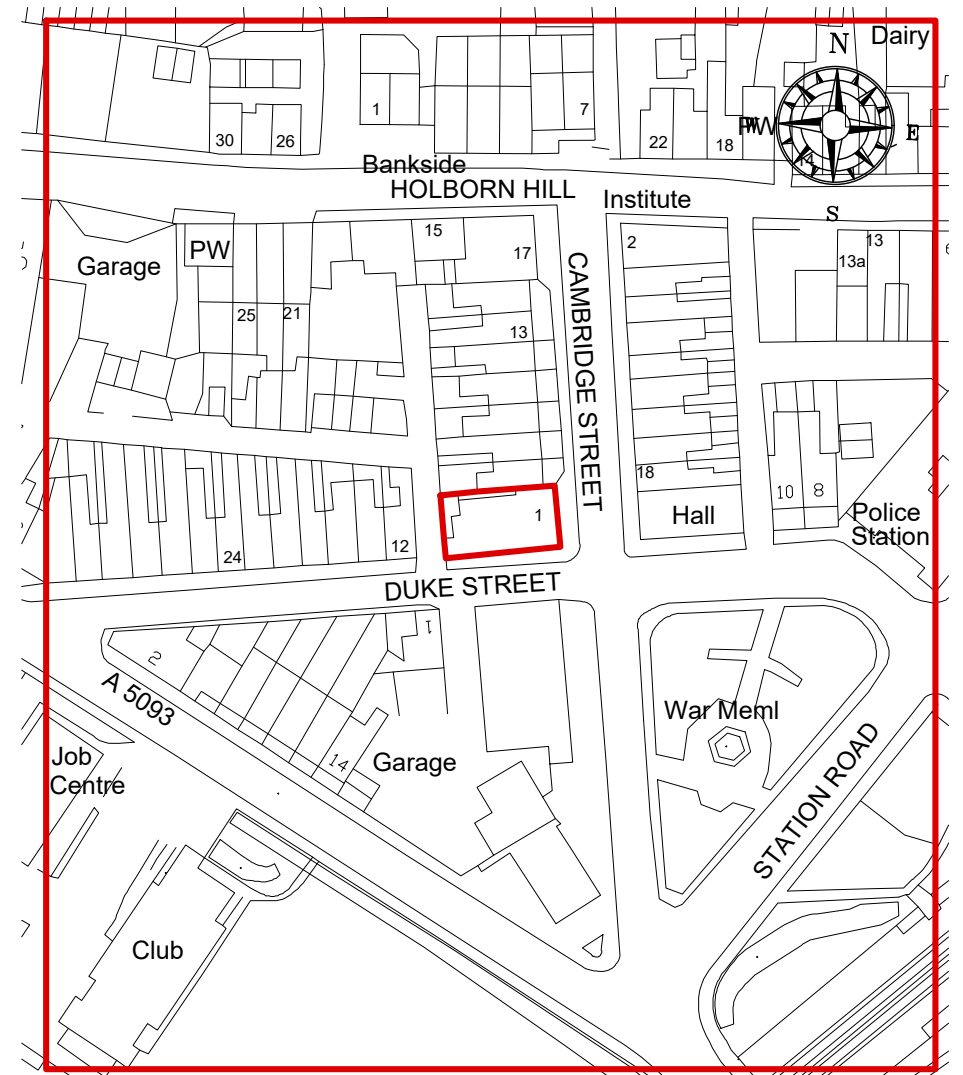 N
Dairy
1
7
30
26
22
18
PW
E
14
Bankside
HOLBORN HILL
Institute
S
15
17
2
PW
Garage
13
13a
25
21
13
CAMBRIDGE STREET
18
10
8
1
Hall
Police
Station
24
12
DUKE STREET
1
2
A 5093
War Meml
14
Garage
Job
Centre
STATION ROAD
Club